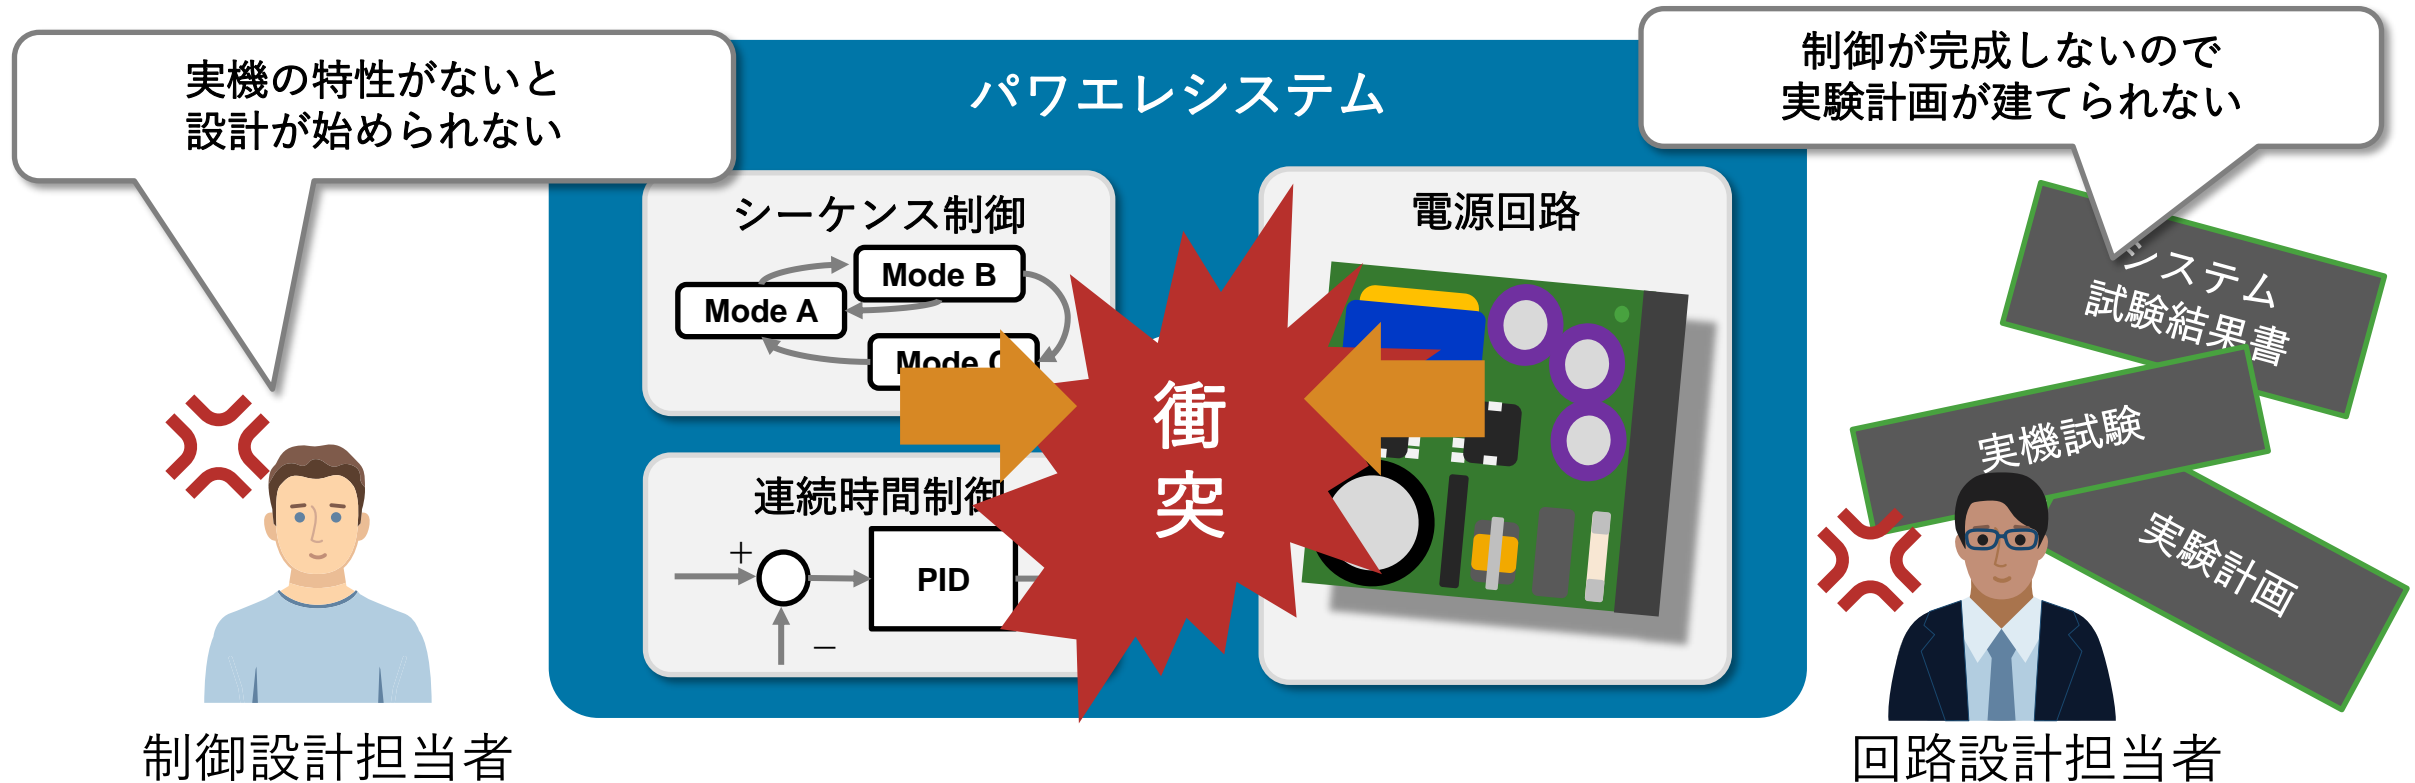 実機の特性がないと
設計が始められない
パワエレシステム
制御が完成しないので
実験計画が建てられない
シーケンス制御
Mode B
Mode A
Mode C
連続時間制御
+
PID
−
電源回路
衝
突
システム
試験結果書
実機試験
実験計画
制御設計担当者
回路設計担当者